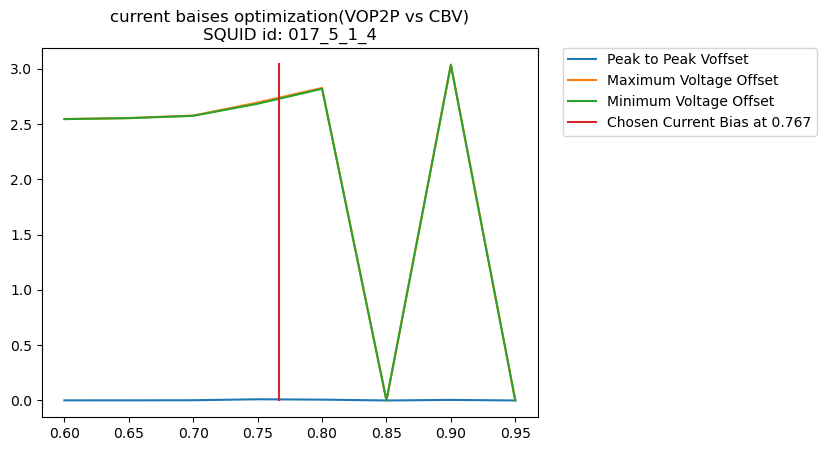 current baises optimization(VOP2P vs CBV)
SQUID id: 017_5_1_4
Peak to Peak Voffset
Maximum Voltage Offset
Minimum Voltage Offset
Chosen Current Bias at 0.767
3.0
2.5
2.0
1.5
1.0
0.5
0.0
0.60 0.65 0.70 0.75 0.80 0.85 0.90 0.95